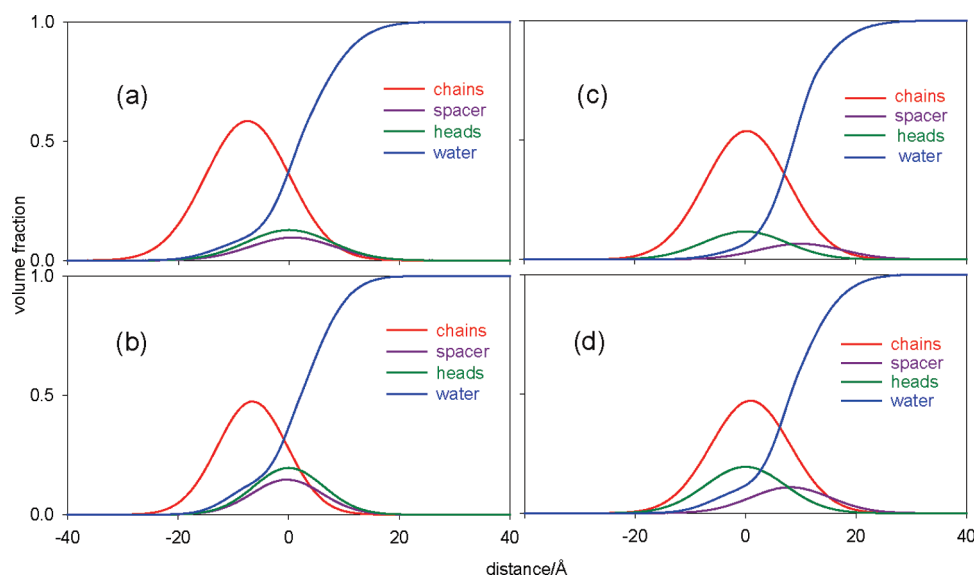 1.0
(a)
chains
spacer
heads
water
0.5
0.0
(c)
chains
spacer
heads
water
volume fraction
1.0
(b)
chains
spacer
heads
water
0.5
0.0
-40
-20
0
20
40
(d)
chains
spacer
heads
water
-20
0
20
40
distance/Å